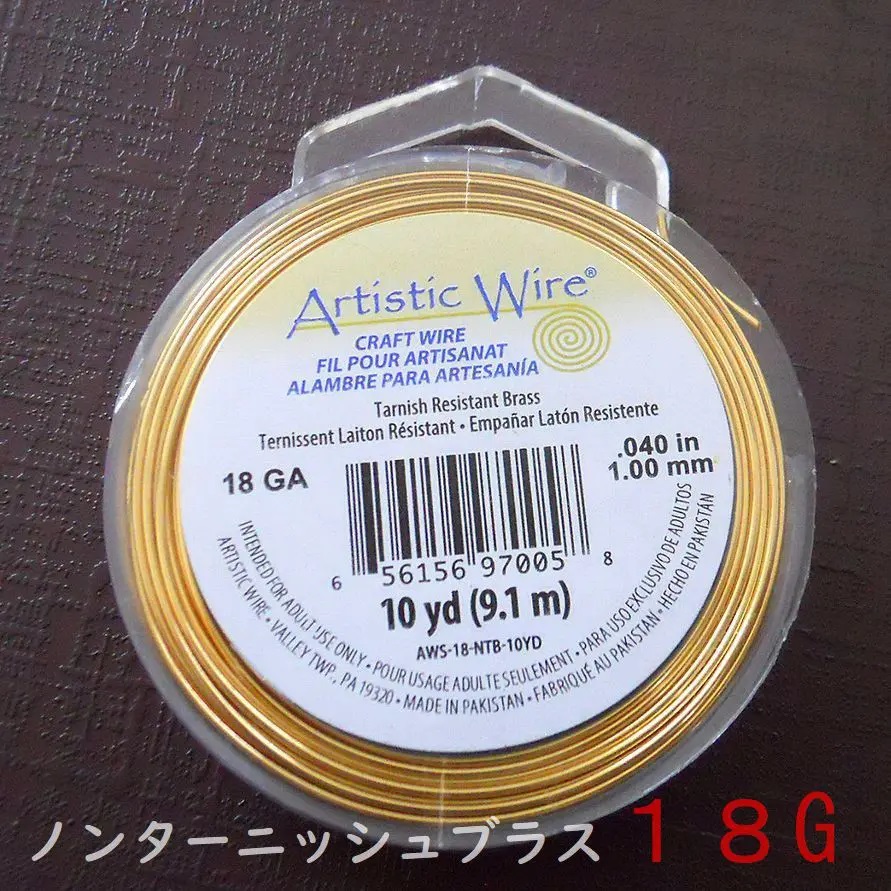 Artistic Wire®
CRAFT WIRE
FIL POUR ARTISANAT
ALAMBRE PARA ARTESANÍA
Tarnish Resistant Brass
Ternissent Laiton Résistant • Empañar Latón Resistente
18 GA
.040 in
1.00 mm
6 56156 97005 8
10 yd (9.1 m)
AWS-18-NTB-10YD
INTENDED FOR ADULT USE ONLY • POUR USAGE ADULTE SEULEMENT • PARA USO EXCLUSIVO DE ADULTOS
ARTISTIC WIRE • VALLEY TWP., PA 19320 • MADE IN PAKISTAN • FABRIQUÉ AU PAKISTAN • HECHO EN PAKISTÁN
ノンターニッシュブラス 18G